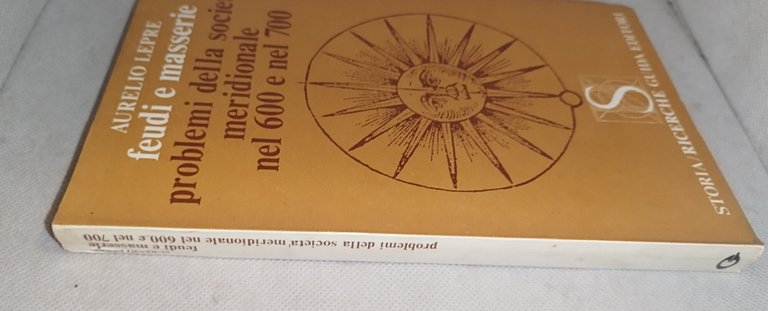 AURELIO LEPRE
feudi e masserie
problemi della socie
meridionale
nel 600 e nel 700
S
STORIA/RICERCHE GUIDA EDITORI
feudi e masserie
problemi della societa' meridionale nel 600 e nel 700